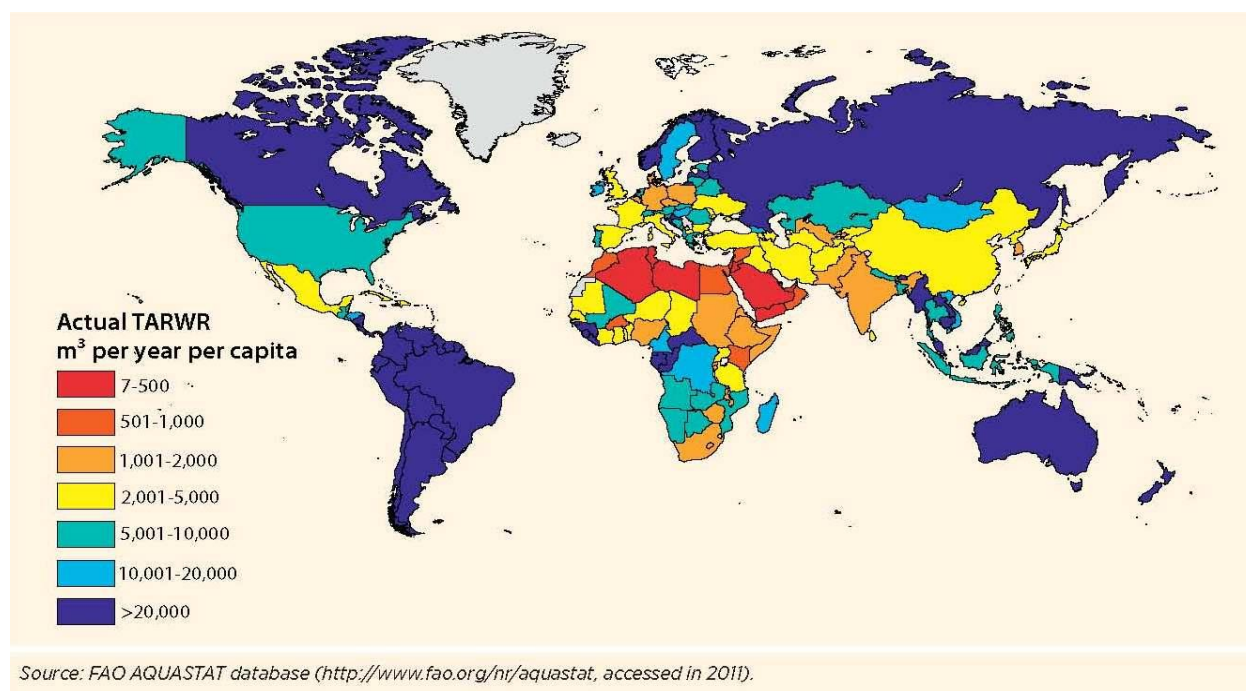 Actual TARWR
m³ per year per capita
7-500
501-1,000
1,001-2,000
2,001-5,000
5,001-10,000
10,001-20,000
>20,000
Source: FAO AQUASTAT database (http://www.fao.org/nr/aquastat, accessed in 2011).